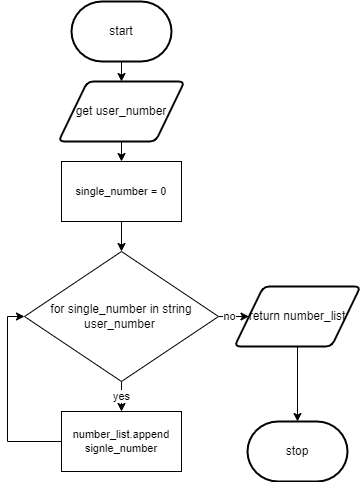 start
get user_number
single_number = 0
for single_number in string
user_number
no
return number_list
yes
number_list.append
signle_number
stop